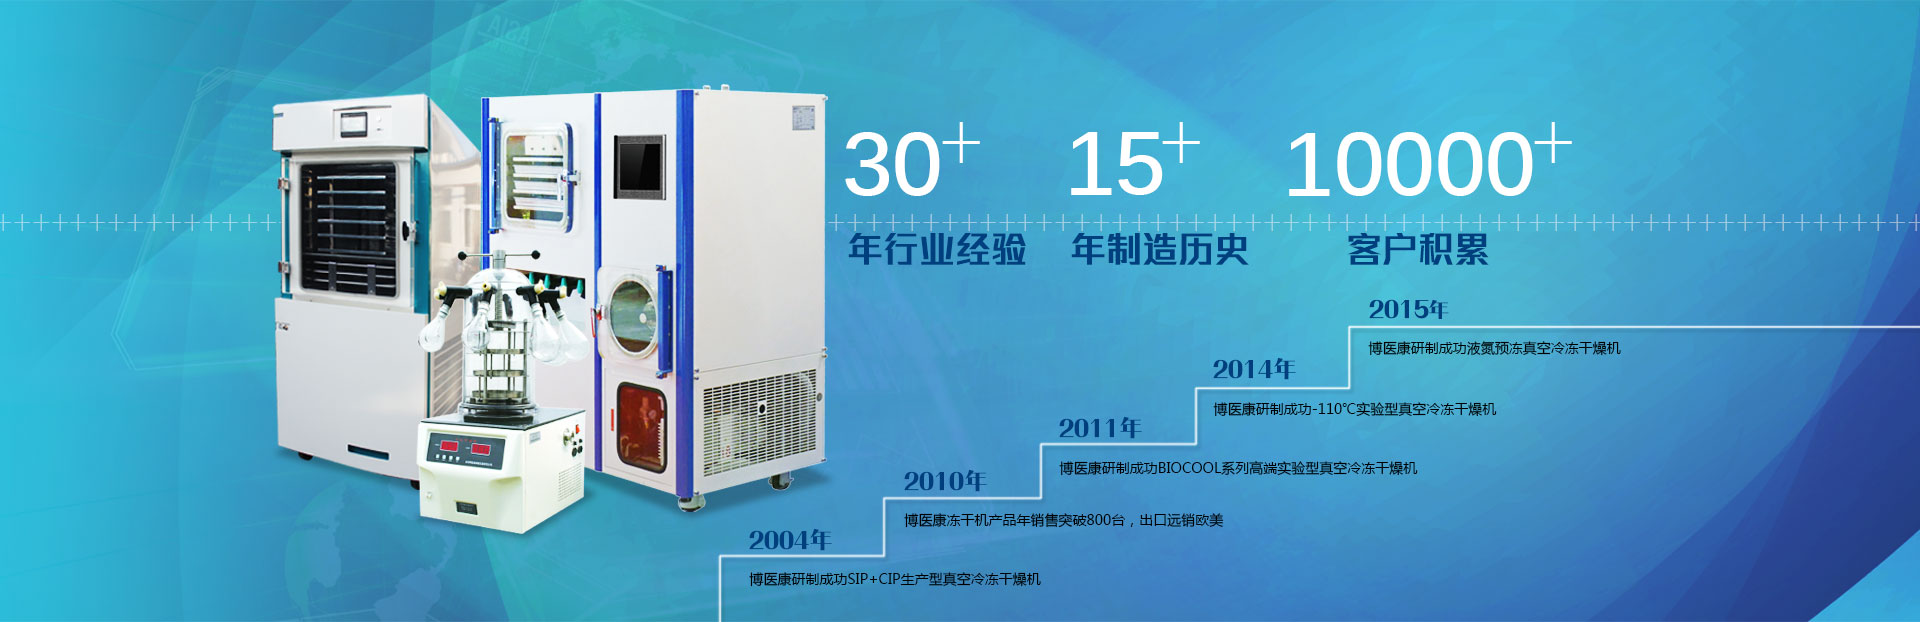 30+ 15+ 10000+
年行业经验 年制造历史 客户积累
2015年
博医康研制成功液氮预冻真空冷冻干燥机
2014年
博医康研制成功-110℃实验型真空冷冻干燥机
2011年
博医康研制成功BIOCOOL系列高端实验型真空冷冻干燥机
2010年
博医康冻干机产品年销售突破800台，出口远销欧美
2004年
博医康研制成功SIP+CIP生产型真空冷冻干燥机
ASIA